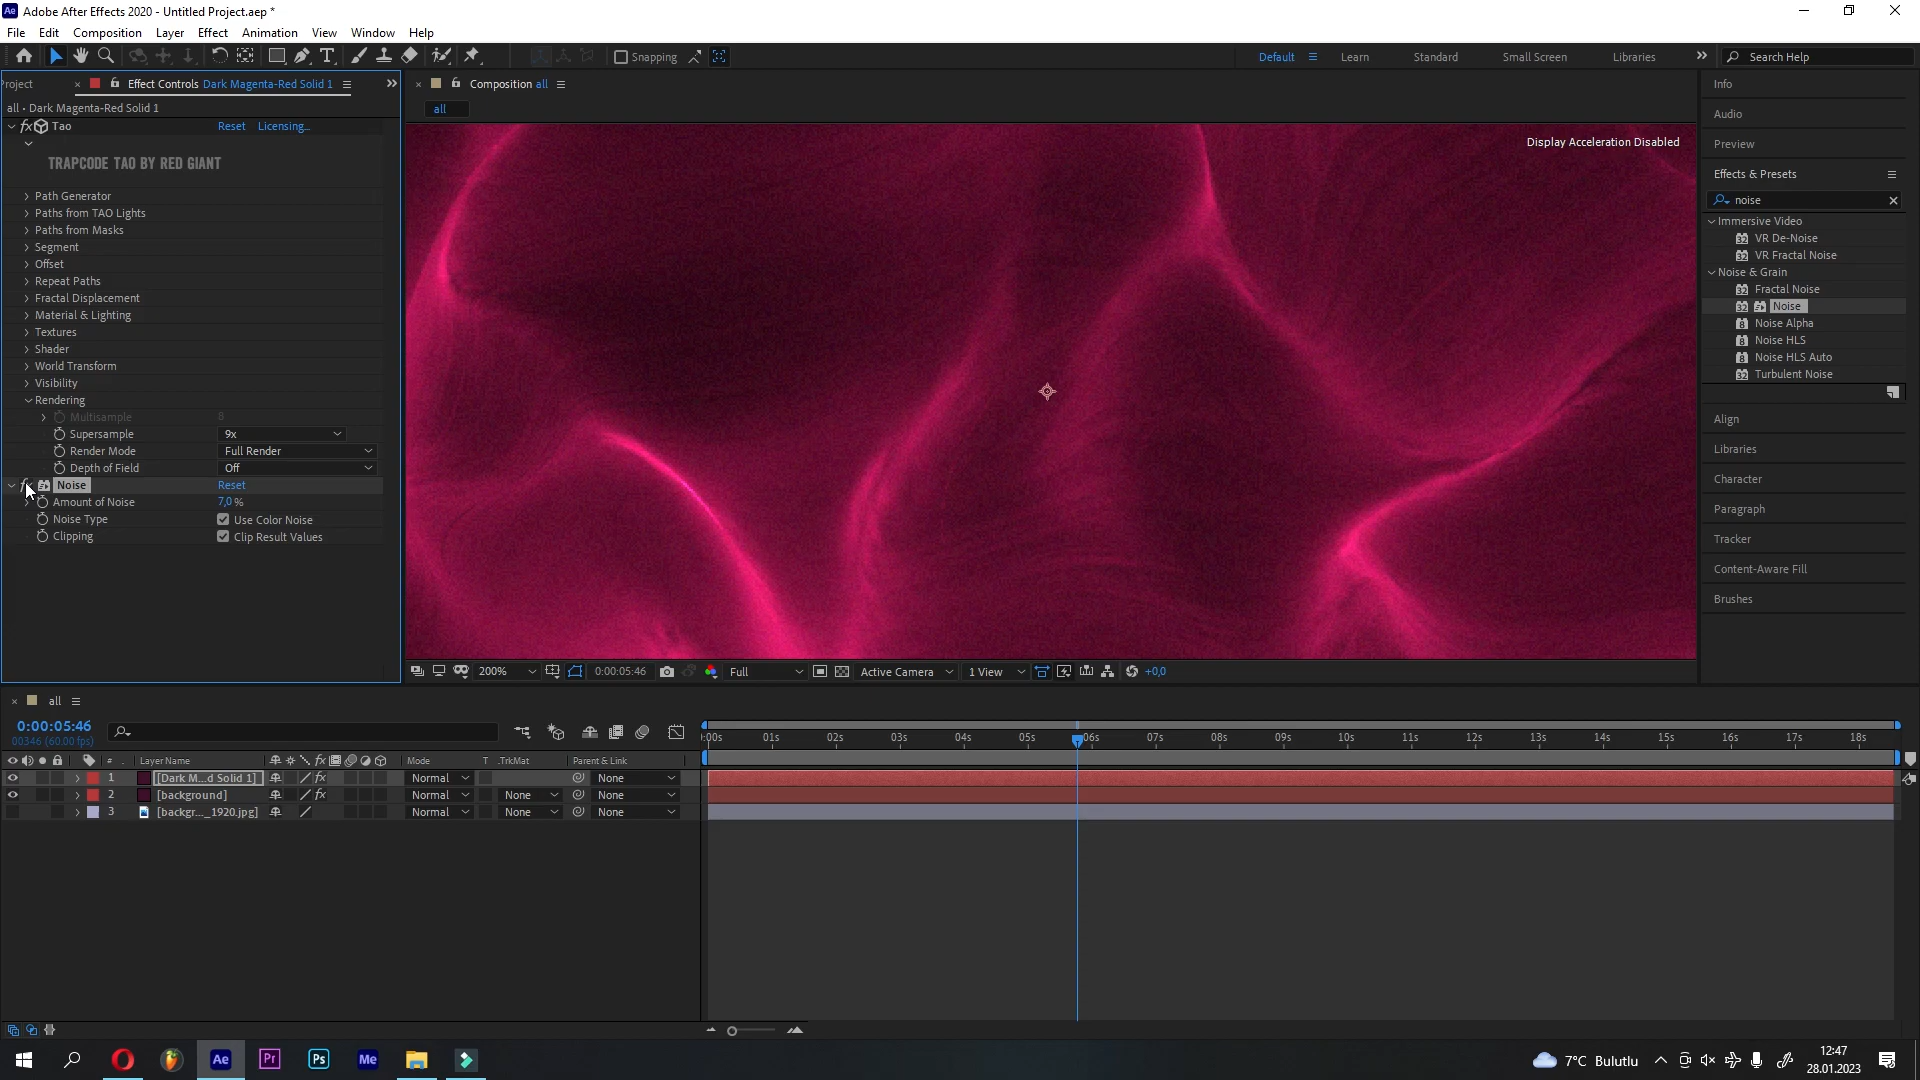 Adobe After Effects 2020 - Untitled Project.aep *
File Edit Composition Layer Effect Animation View Window Help
Snapping
Default Learn Standard Small Screen Libraries Search Help
roject Effect Controls Dark Magenta-Red Solid 1
all • Dark Magenta-Red Solid 1
Tao Reset Licensing...
TRAPCODE TAO BY RED GIANT
Path Generator
Paths from TAO Lights
Paths from Masks
Segment
Offset
Repeat Paths
Fractal Displacement
Material & Lighting
Textures
Shader
World Transform
Visibility
Rendering
Multisample 8
Supersample 9x
Render Mode Full Render
Depth of Field Off
fx Noise Reset
Amount of Noise 7,0 %
Noise Type Use Color Noise
Clipping Clip Result Values
Composition all
all
Display Acceleration Disabled
200% 0:00:05:46 Full Active Camera 1 View +0,0
Info
Audio
Preview
Effects & Presets
noise
Immersive Video
VR De-Noise
VR Fractal Noise
Noise & Grain
Fractal Noise
Noise
Noise Alpha
Noise HLS
Noise HLS Auto
Turbulent Noise
Align
Libraries
Character
Paragraph
Tracker
Content-Aware Fill
Brushes
all
0:00:05:46
00346 (60.00 fps)
:00s 01s 02s 03s 04s 05s 06s 07s 08s 09s 10s 11s 12s 13s 14s 15s 16s 17s 18s
# Layer Name Mode T .TrkMat Parent & Link
1 [Dark M...d Solid 1] Normal None
2 [background] Normal None None
3 [backgr..._1920.jpg] Normal None None
Ae Pr Ps Me
7°C Bulutlu
12:47
28.01.2023